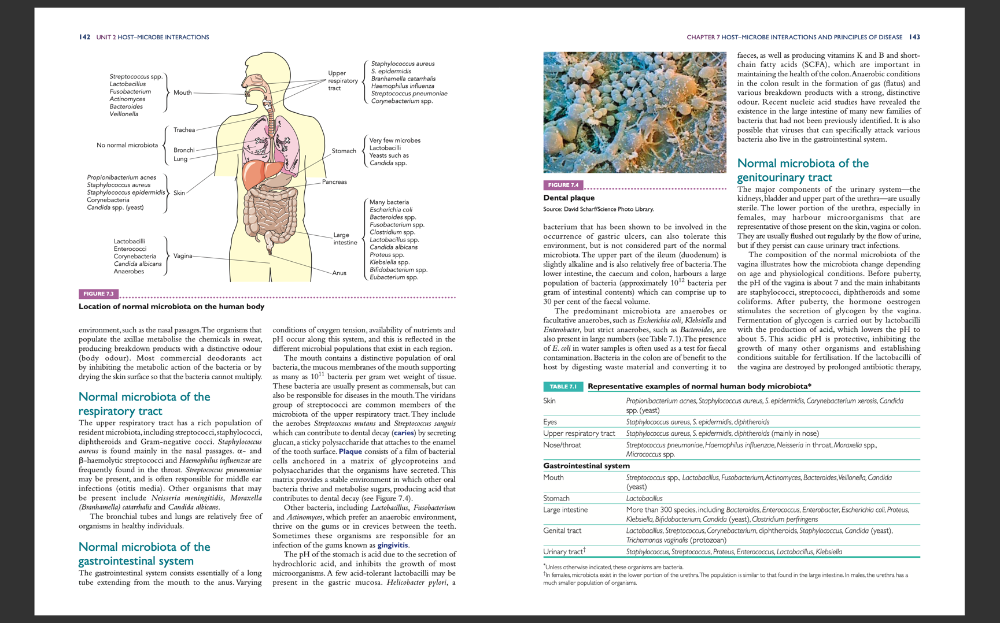 142 UNIT 2 HOST–MICROBE INTERACTIONS
Streptococcus spp.
Lactobacillus
Fusobacterium
Actinomyces
Bacteroides
Veillonella
Mouth
No normal microbiota
Trachea
Bronchi
Lung
Propionibacterium acnes
Staphylococcus aureus
Staphylococcus epidermidis
Corynebacteria
Candida spp. (yeast)
Skin
Lactobacilli
Enterococci
Corynebacteria
Candida albicans
Anaerobes
Vagina
Upper
respiratory
tract
Staphylococcus aureus
S. epidermidis
Branhamella catarrhalis
Haemophilus influenza
Streptococcus pneumoniae
Corynebacterium spp.
Stomach
Very few microbes
Lactobacilli
Yeasts such as
Candida spp.
Pancreas
Large
intestine
Many bacteria
Escherichia coli
Bacteroides spp.
Fusobacterium spp.
Clostridium spp.
Lactobacillus spp.
Candida albicans
Proteus spp.
Klebsiella spp.
Bifidobacterium spp.
Eubacterium spp.
Anus
FIGURE 7.3
Location of normal microbiota on the human body
environment, such as the nasal passages. The organisms that
populate the axillae metabolise the chemicals in sweat,
producing breakdown products with a distinctive odour
(body odour). Most commercial deodorants act
by inhibiting the metabolic action of the bacteria or by
drying the skin surface so that the bacteria cannot multiply.
Normal microbiota of the
respiratory tract
The upper respiratory tract has a rich population of
resident microbiota, including streptococci, staphylococci,
diphtheroids and Gram-negative cocci. Staphylococcus
aureus is found mainly in the nasal passages. α- and
β-haemolytic streptococci and Haemophilus influenzae are
frequently found in the throat. Streptococcus pneumoniae
may be present, and is often responsible for middle ear
infections (otitis media). Other organisms that may
be present include Neisseria meningitidis, Moraxella
(Branhamella) catarrhalis and Candida albicans.
The bronchial tubes and lungs are relatively free of
organisms in healthy individuals.
Normal microbiota of the
gastrointestinal system
The gastrointestinal system consists essentially of a long
tube extending from the mouth to the anus. Varying
conditions of oxygen tension, availability of nutrients and
pH occur along this system, and this is reflected in the
different microbial populations that exist in each region.
The mouth contains a distinctive population of oral
bacteria, the mucous membranes of the mouth supporting
as many as 10¹¹ bacteria per gram wet weight of tissue.
These bacteria are usually present as commensals, but can
also be responsible for diseases in the mouth. The viridans
group of streptococci are common members of the
microbiota of the upper respiratory tract. They include
the aerobes Streptococcus mutans and Streptococcus sanguis
which can contribute to dental decay (caries) by secreting
glucan, a sticky polysaccharide that attaches to the enamel
of the tooth surface. Plaque consists of a film of bacterial
cells anchored in a matrix of glycoproteins and
polysaccharides that the organisms have secreted. This
matrix provides a stable environment in which other oral
bacteria thrive and metabolise sugars, producing acid that
contributes to dental decay (see Figure 7.4).
Other bacteria, including Lactobacillus, Fusobacterium
and Actinomyces, which prefer an anaerobic environment,
thrive on the gums or in crevices between the teeth.
Sometimes these organisms are responsible for an
infection of the gums known as gingivitis.
The pH of the stomach is acid due to the secretion of
hydrochloric acid, and inhibits the growth of most
microorganisms. A few acid-tolerant lactobacilli may be
present in the gastric mucosa. Helicobacter pylori, a
CHAPTER 7 HOST–MICROBE INTERACTIONS AND PRINCIPLES OF DISEASE 143
FIGURE 7.4
Dental plaque
Source: David Scharf/Science Photo Library.
bacterium that has been shown to be involved in the
occurrence of gastric ulcers, can also tolerate this
environment, but is not considered part of the normal
microbiota. The upper part of the ileum (duodenum) is
slightly alkaline and is also relatively free of bacteria. The
lower intestine, the caecum and colon, harbours a large
population of bacteria (approximately 10¹² bacteria per
gram of intestinal contents) which can comprise up to
30 per cent of the faecal volume.
The predominant microbiota are anaerobes or
facultative anaerobes, such as Escherichia coli, Klebsiella and
Enterobacter, but strict anaerobes, such as Bacteroides, are
also present in large numbers (see Table 7.1). The presence
of E. coli in water samples is often used as a test for faecal
contamination. Bacteria in the colon are of benefit to the
host by digesting waste material and converting it to
faeces, as well as producing vitamins K and B and short-
chain fatty acids (SCFA), which are important in
maintaining the health of the colon. Anaerobic conditions
in the colon result in the formation of gas (flatus) and
various breakdown products with a strong, distinctive
odour. Recent nucleic acid studies have revealed the
existence in the large intestine of many new families of
bacteria that had not been previously identified. It is also
possible that viruses that can specifically attack various
bacteria also live in the gastrointestinal system.
Normal microbiota of the
genitourinary tract
The major components of the urinary system—the
kidneys, bladder and upper part of the urethra—are usually
sterile. The lower portion of the urethra, especially in
females, may harbour microorganisms that are
representative of those present on the skin, vagina or colon.
They are usually flushed out regularly by the flow of urine,
but if they persist can cause urinary tract infections.
The composition of the normal microbiota of the
vagina illustrates how the microbiota change depending
on age and physiological conditions. Before puberty,
the pH of the vagina is about 7 and the main inhabitants
are staphylococci, streptococci, diphtheroids and some
coliforms. After puberty, the hormone oestrogen
stimulates the secretion of glycogen by the vagina.
Fermentation of glycogen is carried out by lactobacilli
with the production of acid, which lowers the pH to
about 5. This acidic pH is protective, inhibiting the
growth of many other organisms and establishing
conditions suitable for fertilisation. If the lactobacilli of
the vagina are destroyed by prolonged antibiotic therapy,
TABLE 7.1 Representative examples of normal human body microbiota*
Skin Propionibacterium acnes, Staphylococcus aureus, S. epidermidis, Corynebacterium xerosis, Candida
spp. (yeast)
Eyes Staphylococcus aureus, S. epidermidis, diphtheroids
Upper respiratory tract Staphylococcus aureus, S. epidermidis, diphtheroids (mainly in nose)
Nose/throat Streptococcus pneumoniae, Haemophilus influenzae, Neisseria in throat, Moraxella spp.,
Micrococcus spp.
Gastrointestinal system
Mouth Streptococcus spp., Lactobacillus, Fusobacterium, Actinomyces, Bacteroides, Veillonella, Candida
(yeast)
Stomach Lactobacillus
Large intestine More than 300 species, including Bacteroides, Enterococcus, Enterobacter, Escherichia coli, Proteus,
Klebsiella, Bifidobacterium, Candida (yeast), Clostridium perfringens
Genital tract Lactobacillus, Streptococcus, Corynebacterium, diphtheroids, Staphylococcus, Candida (yeast),
Trichomonas vaginalis (protozoan)
Urinary tract† Staphylococcus, Streptococcus, Proteus, Enterococcus, Lactobacillus, Klebsiella
*Unless otherwise indicated, these organisms are bacteria.
†In females, microbiota exist in the lower portion of the urethra. The population is similar to that found in the large intestine. In males, the urethra has a
much smaller population of organisms.